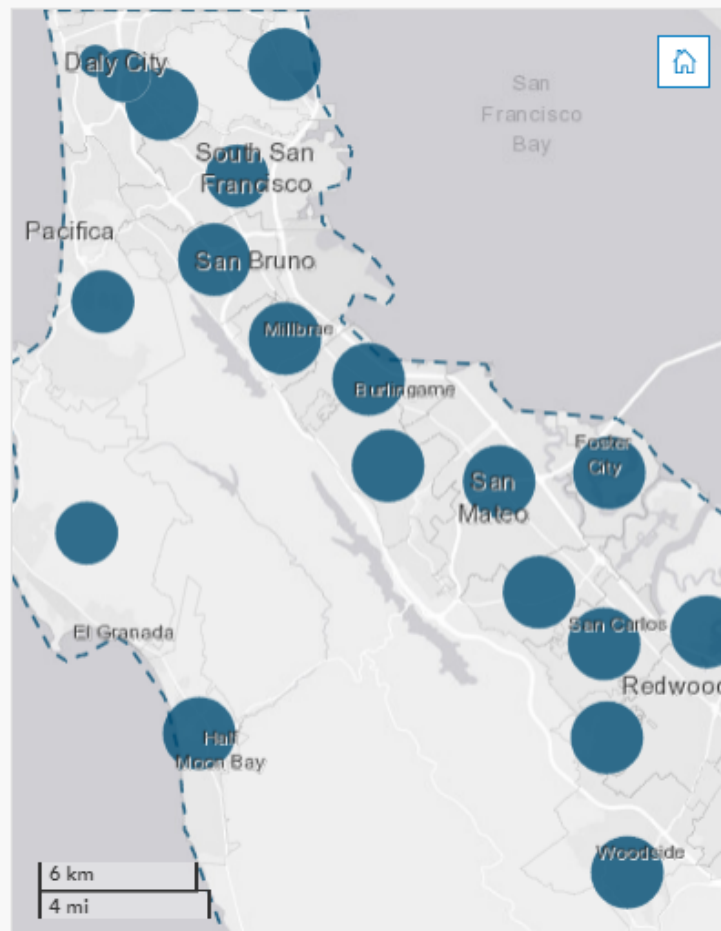 Daly City
San
Francisco
Bay
South San
Francisco
Pacifica
San Bruno
Millbrae
Burlingame
Foster
City
San
Mateo
San Carlos
El Granada
Redwood
Half
Moon Bay
Woodside
6 km
4 mi